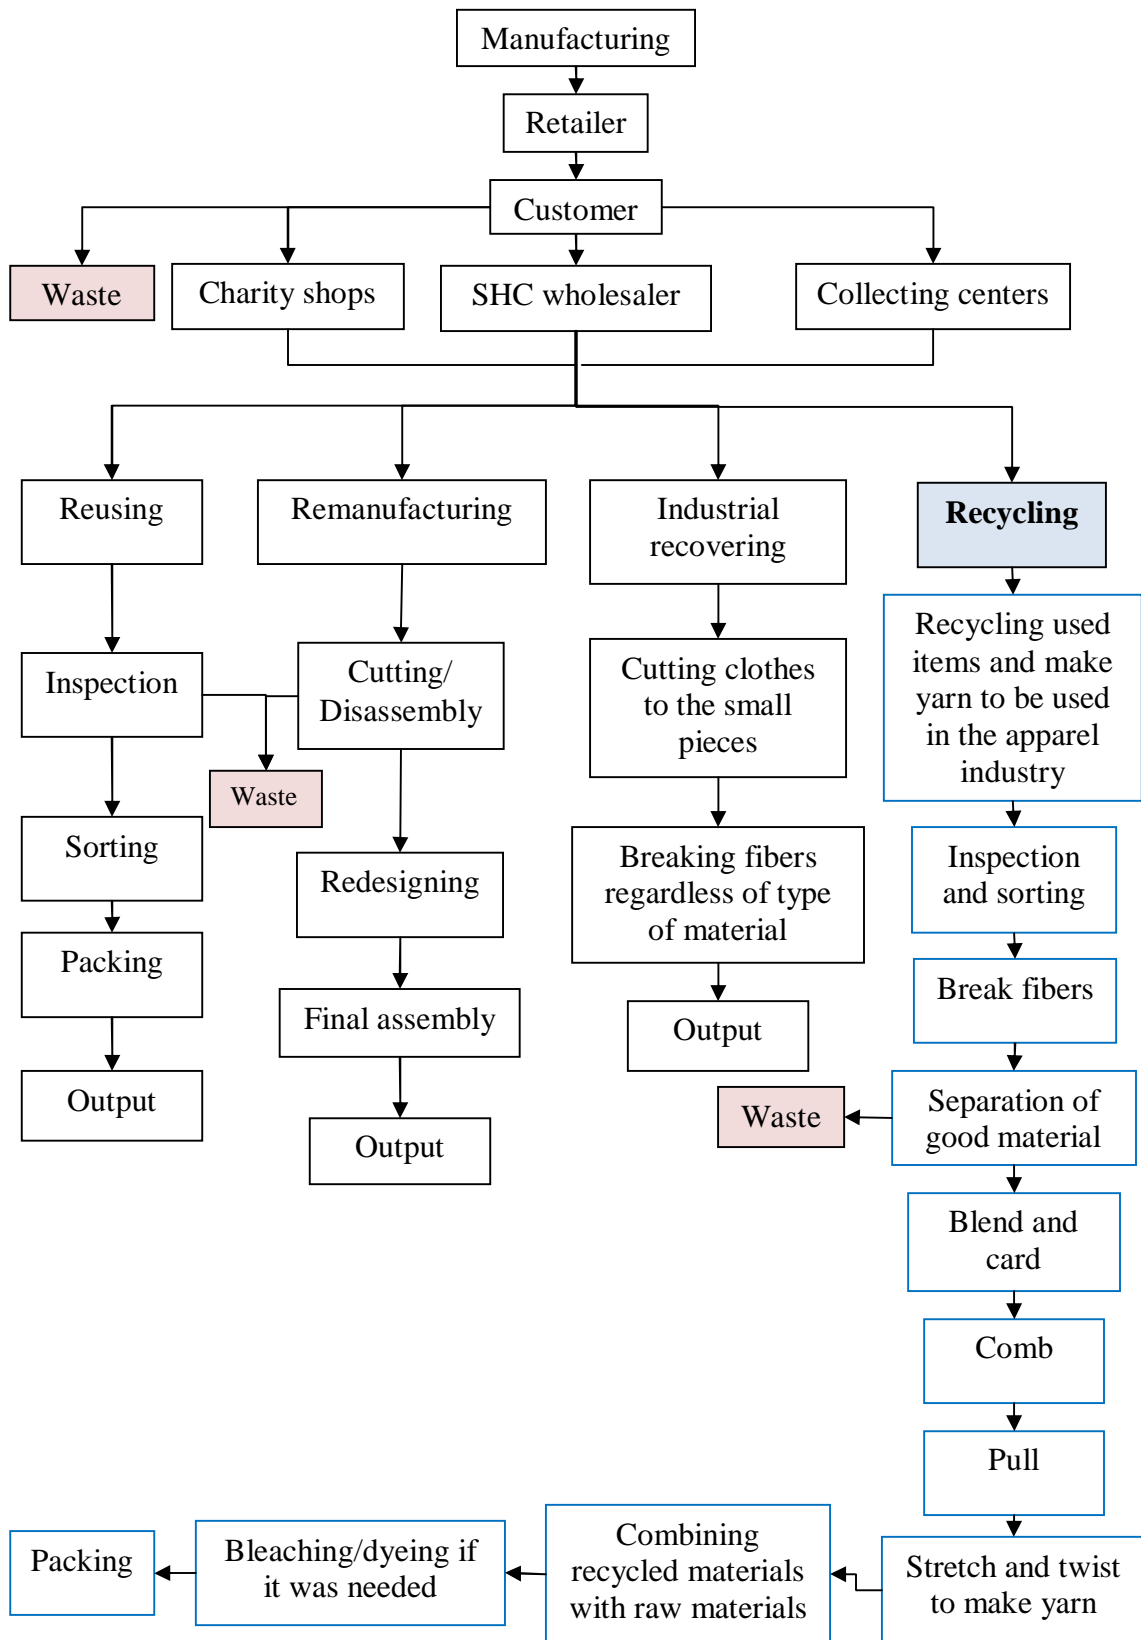 Manufacturing
Retailer
Customer
Waste
Charity shops
SHC wholesaler
Collecting centers
Reusing
Remanufacturing
Industrial
recovering
Recycling
Inspection
Cutting/
Disassembly
Cutting clothes
to the small
pieces
Recycling used
items and make
yarn to be used
in the apparel
industry
Waste
Sorting
Redesigning
Breaking fibers
regardless of type
of material
Inspection
and sorting
Packing
Final assembly
Output
Break fibers
Output
Output
Waste
Separation of
good material
Blend and
card
Comb
Pull
Stretch and twist
to make yarn
Combining
recycled materials
with raw materials
Bleaching/dyeing if
it was needed
Packing